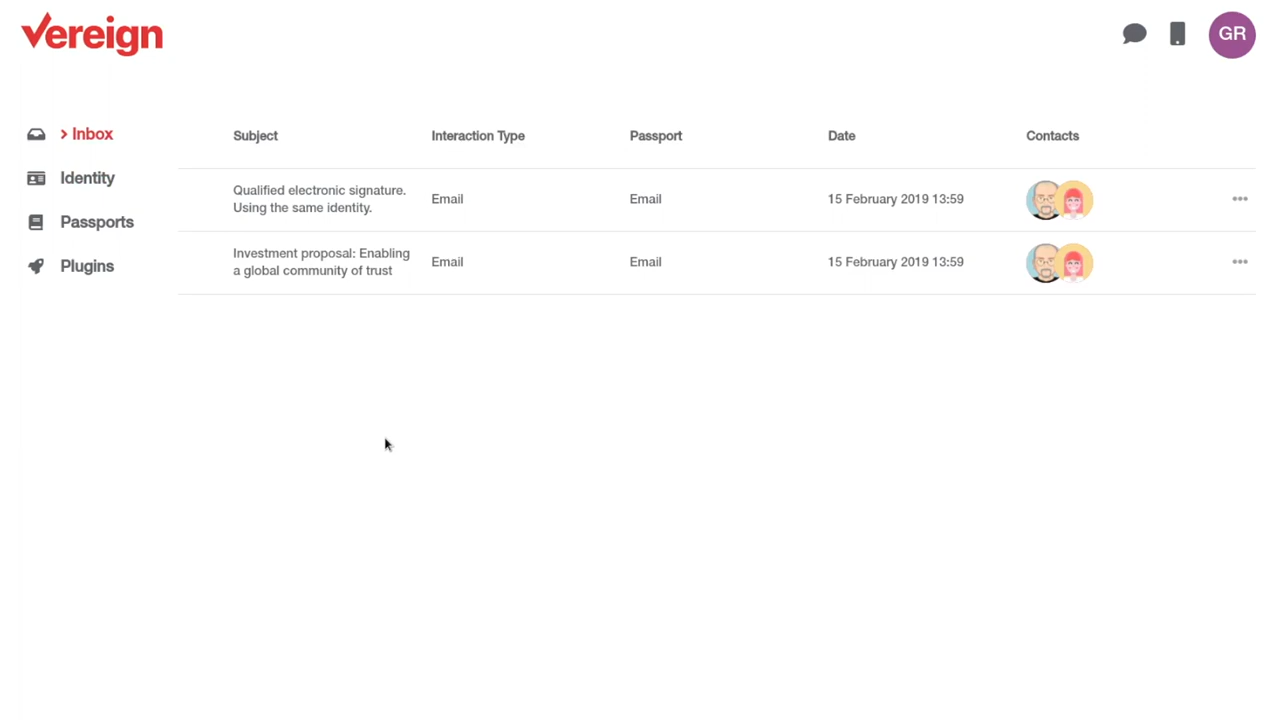 Vereign
GR
> Inbox
Identity
Passports
Plugins
Subject Interaction Type Passport Date Contacts
Qualified electronic signature.
Using the same identity.
Email Email 15 February 2019 13:59
Investment proposal: Enabling
a global community of trust
Email Email 15 February 2019 13:59